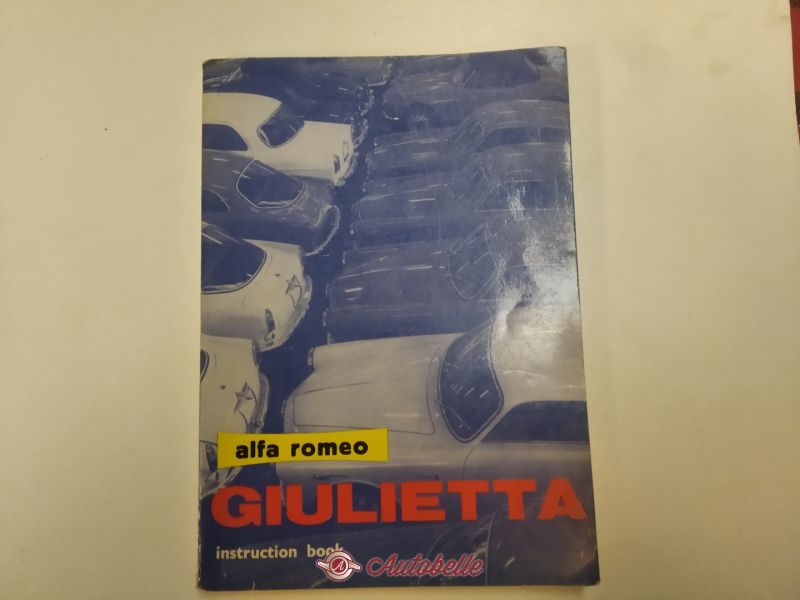 alfa romeo
GIULIETTA
instruction book
Autobelle